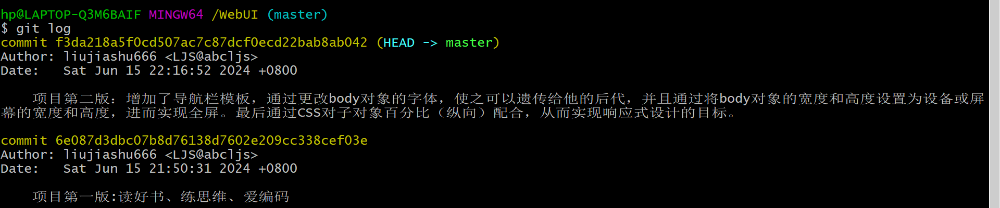 hp@LAPTOP-Q3M6BAIF MINGW64 /WebUI (master)
$ git log
commit f3da218a5f0cd507ac7c87dcf0ecd22bab8ab042 (HEAD -> master)
Author: liujiashu666 <LJS@abcljs>
Date:   Sat Jun 15 22:16:52 2024 +0800
    项目第二版：增加了导航栏模板，通过更改body对象的字体，使之可以遗传给他的后代，并且通过将body对象的宽度和高度设置为设备或屏
幕的宽度和高度，进而实现全屏。最后通过CSS对子对象百分比（纵向）配合，从而实现响应式设计的目标。
commit 6e087d3dbc07b8d76138d7602e209cc338cef03e
Author: liujiashu666 <LJS@abcljs>
Date:   Sat Jun 15 21:50:31 2024 +0800
    项目第一版:读好书、练思维、爱编码